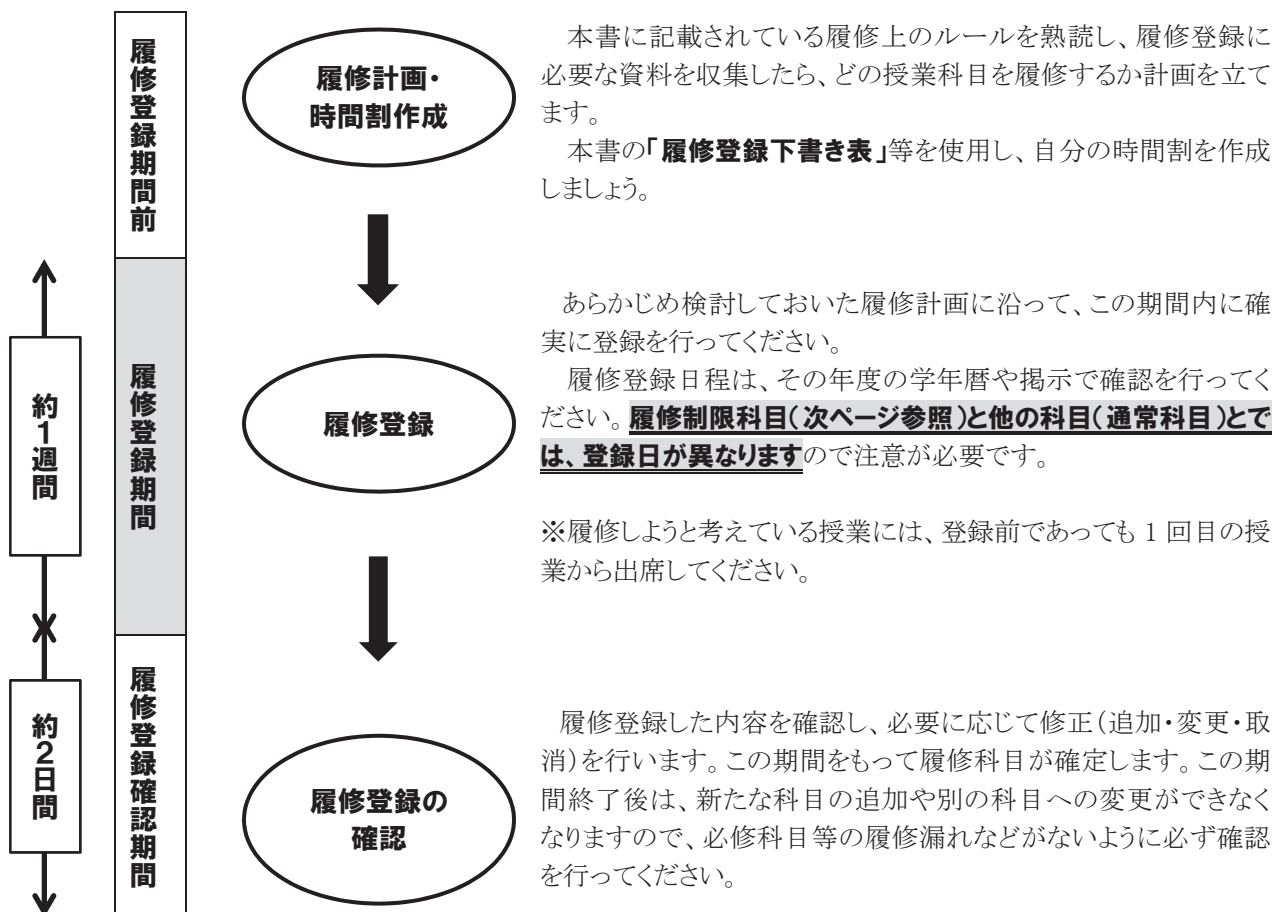 履修登録期間前
履修計画・
時間割作成
本書に記載されている履修上のルールを熟読し、履修登録に
必要な資料を収集したら、どの授業科目を履修するか計画を立て
ます。
本書の「履修登録下書き表」等を使用し、自分の時間割を作成
しましょう。
約1週間
履修登録期間
履修登録
あらかじめ検討しておいた履修計画に沿って、この期間内に確
実に登録を行ってください。
履修登録日程は、その年度の学年暦や掲示で確認を行ってく
ださい。履修制限科目(次ページ参照)と他の科目(通常科目)とで
は、登録日が異なりますので注意が必要です。
※履修しようと考えている授業には、登録前であっても 1 回目の授
業から出席してください。
約2日間
履修登録確認期間
履修登録の
確認
履修登録した内容を確認し、必要に応じて修正(追加・変更・取
消)を行います。この期間をもって履修科目が確定します。この期
間終了後は、新たな科目の追加や別の科目への変更ができなく
なりますので、必修科目等の履修漏れなどがないように必ず確認
を行ってください。